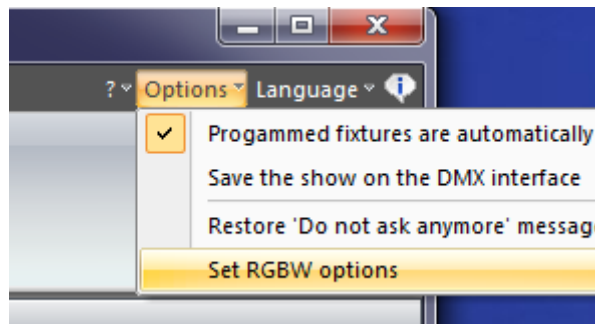 ? Options Language
Progammed fixtures are automatically
Save the show on the DMX interface
Restore 'Do not ask anymore' messag
Set RGBW options